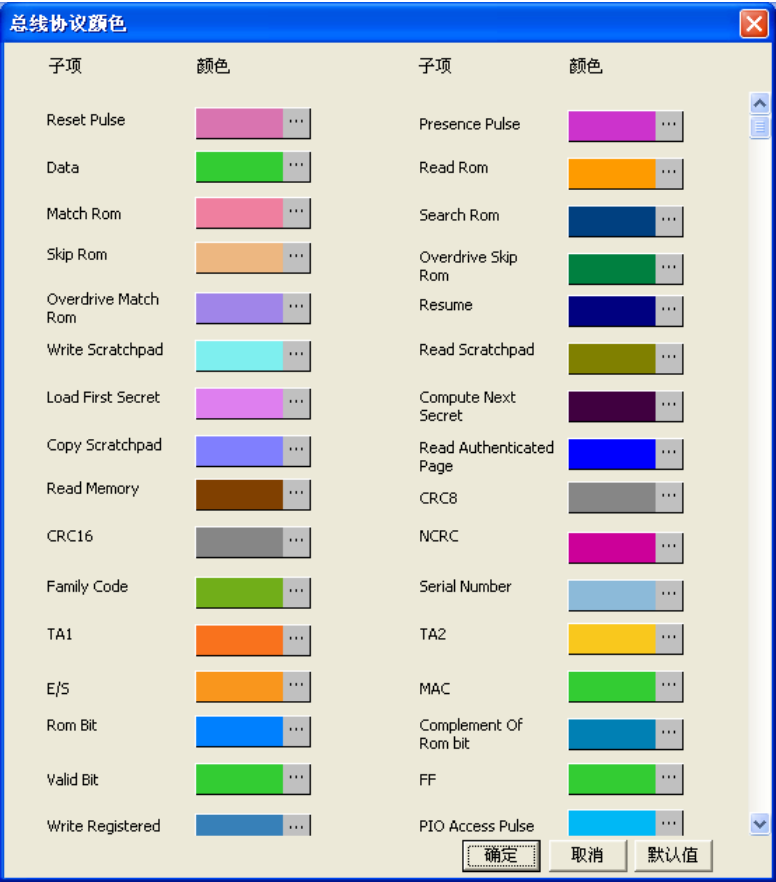 总线协议颜色
子项 颜色 子项 颜色
Reset Pulse ... Presence Pulse ...
Data ... Read Rom ...
Match Rom ... Search Rom ...
Skip Rom ... Overdrive Skip
Rom ...
Overdrive Match
Rom ... Resume ...
Write Scratchpad ... Read Scratchpad ...
Load First Secret ... Compute Next
Secret ...
Copy Scratchpad ... Read Authenticated
Page ...
Read Memory ... CRC8 ...
CRC16 ... NCRC ...
Family Code ... Serial Number ...
TA1 ... TA2 ...
E/S ... MAC ...
Rom Bit ... Complement Of
Rom bit ...
Valid Bit ... FF ...
Write Registered ... PIO Access Pulse ...
确定 取消 默认值